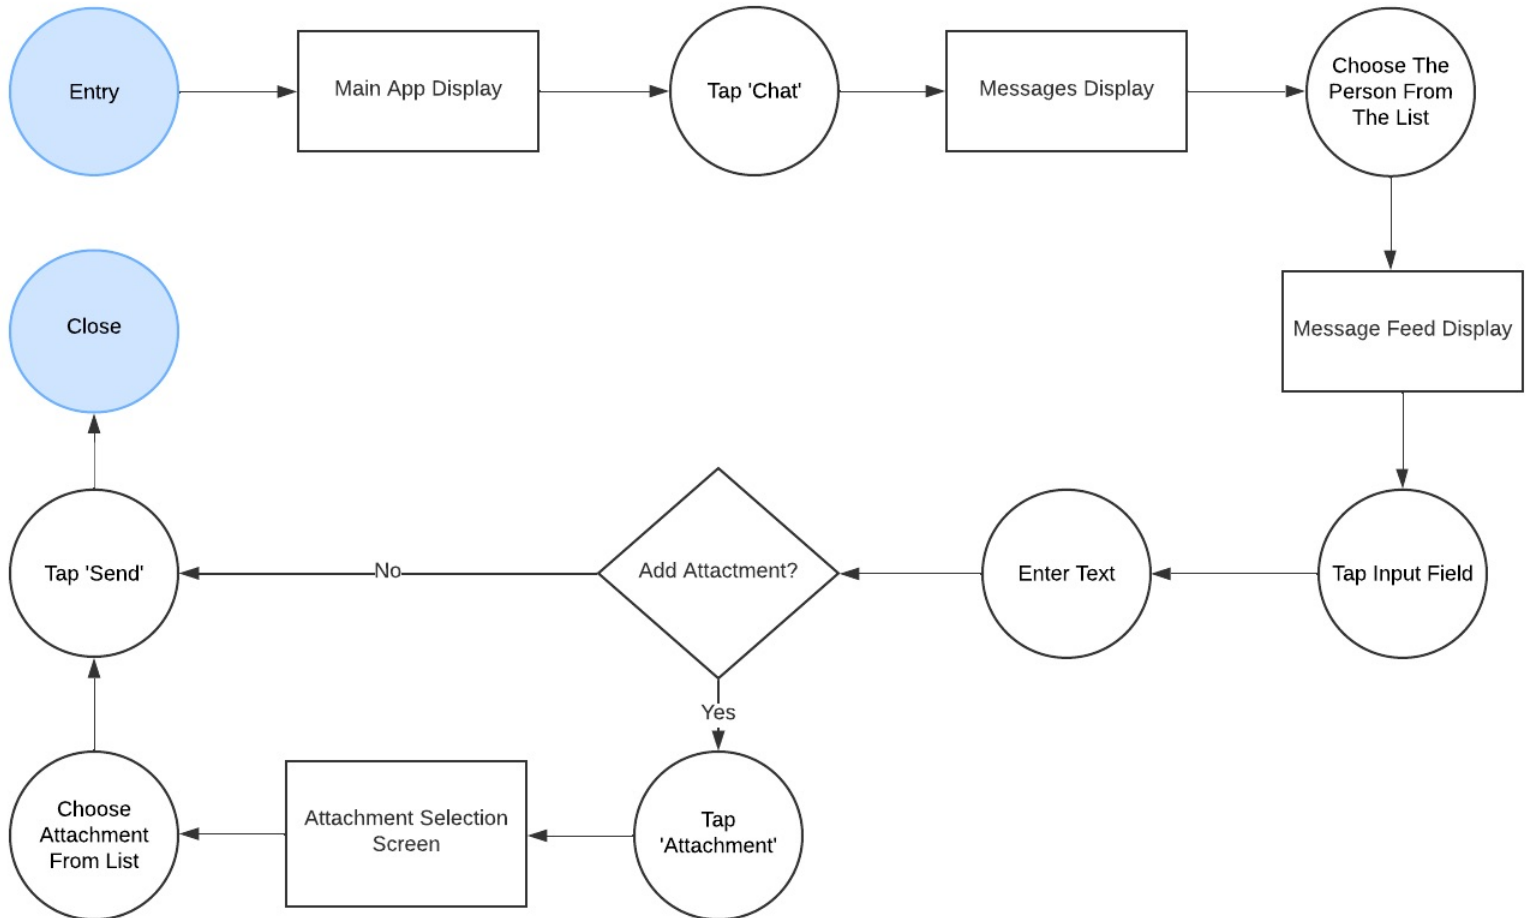 Entry
Main App Display
Tap 'Chat'
Messages Display
Choose The
Person From
The List
Close
Message Feed Display
Tap 'Send'
No
Add Attactment?
Enter Text
Tap Input Field
Yes
Choose
Attachment
From List
Attachment Selection
Screen
Tap
'Attachment'